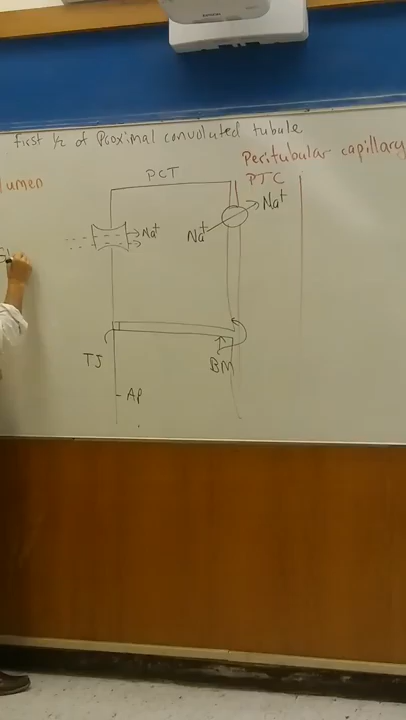 First 1/2 of Proximal convoluted tubule
Peritubular capillary
lumen
PCT
PTC
Na+
Na+
Na+
TJ
BM
AP